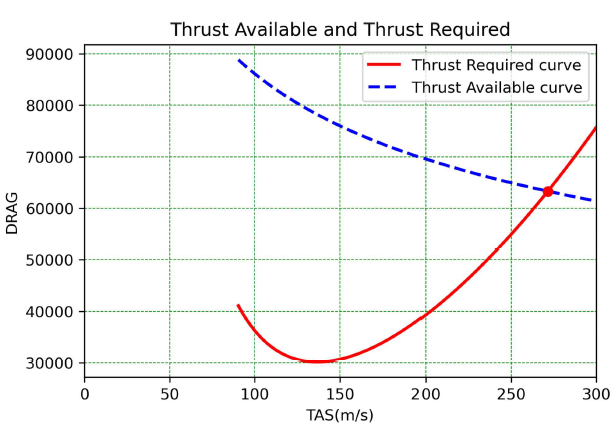 Thrust Available and Thrust Required
90000
80000
70000
60000
50000
40000
30000
DRAG
Thrust Required curve
Thrust Available curve
0 50 100 150 200 250 300
TAS(m/s)